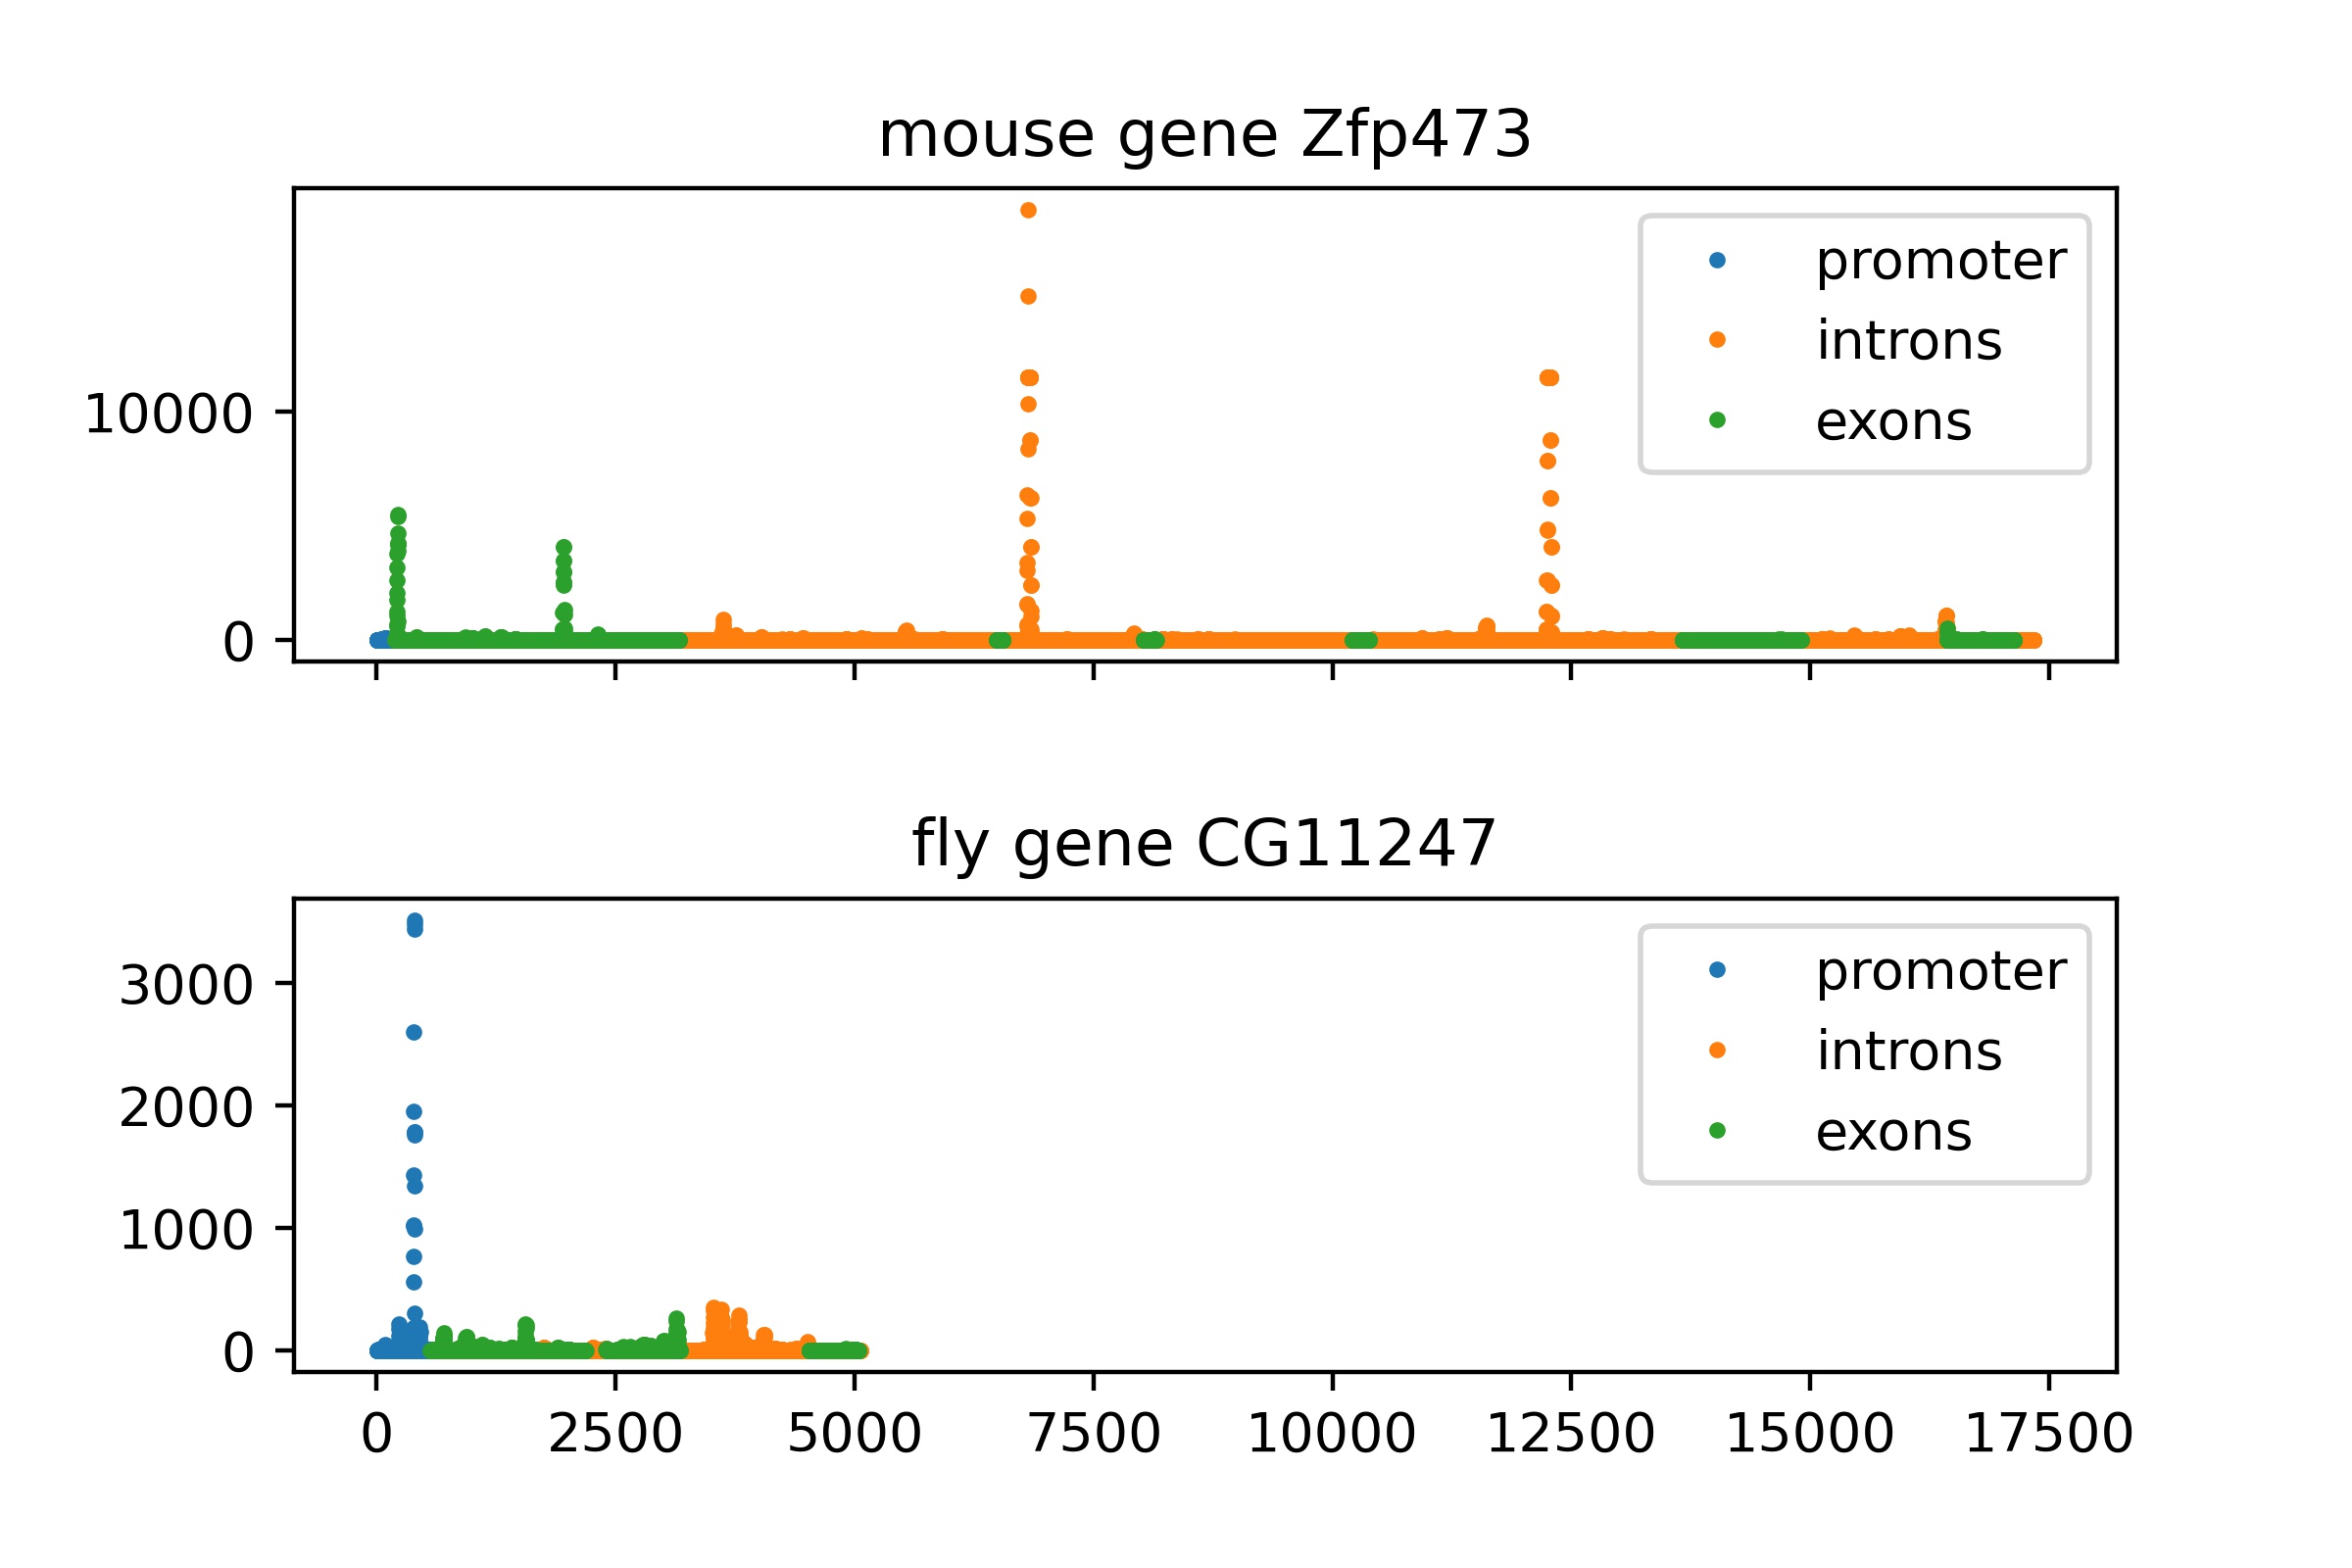 mouse gene Zfp473
10000
0
promoter
introns
exons
fly gene CG11247
3000
2000
1000
0
promoter
introns
exons
0 2500 5000 7500 10000 12500 15000 17500